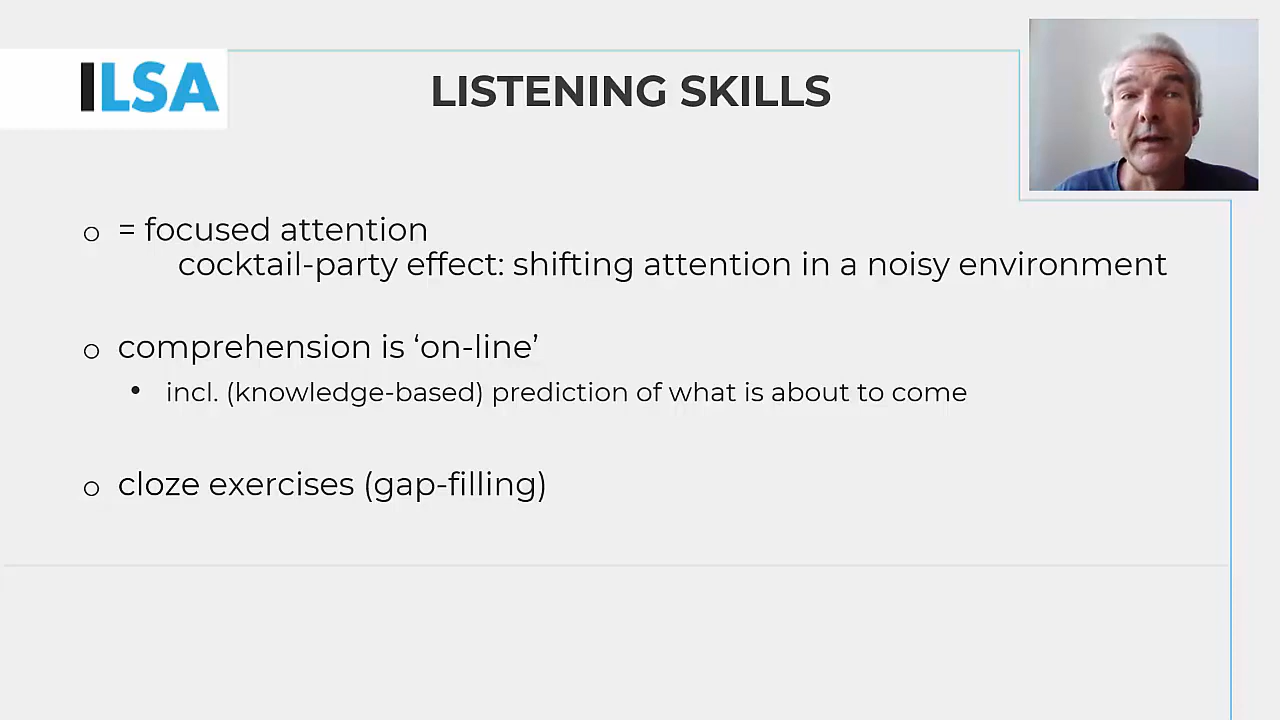 ILSA
LISTENING SKILLS
o = focused attention
cocktail-party effect: shifting attention in a noisy environment
o comprehension is ‘on-line’
• incl. (knowledge-based) prediction of what is about to come
o cloze exercises (gap-filling)